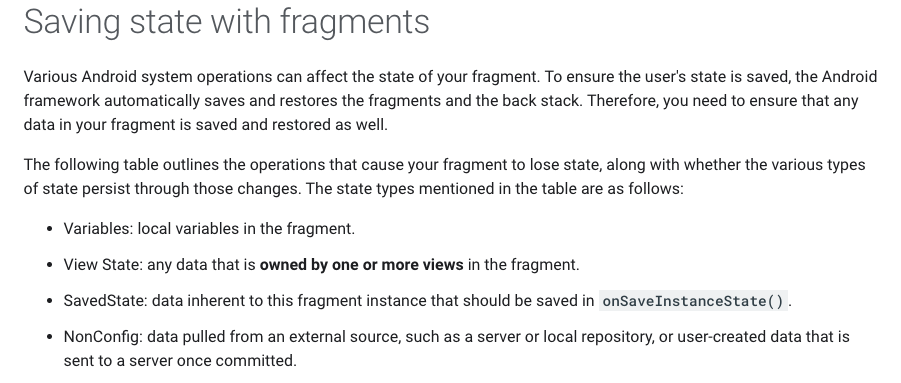 Saving state with fragments
Various Android system operations can affect the state of your fragment. To ensure the user's state is saved, the Android
framework automatically saves and restores the fragments and the back stack. Therefore, you need to ensure that any
data in your fragment is saved and restored as well.
The following table outlines the operations that cause your fragment to lose state, along with whether the various types
of state persist through those changes. The state types mentioned in the table are as follows:
• Variables: local variables in the fragment.
• View State: any data that is owned by one or more views in the fragment.
• SavedState: data inherent to this fragment instance that should be saved in onSaveInstanceState().
• NonConfig: data pulled from an external source, such as a server or local repository, or user-created data that is
sent to a server once committed.